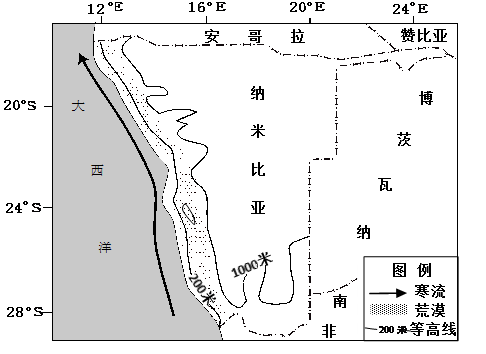 12°E 16°E 20°E 24°E
安哥拉 赞比亚
20°S
24°S
28°S
大西洋
纳米比亚
博茨瓦纳
南非
200米
1000米
图 例
寒流
荒漠
200米 等高线